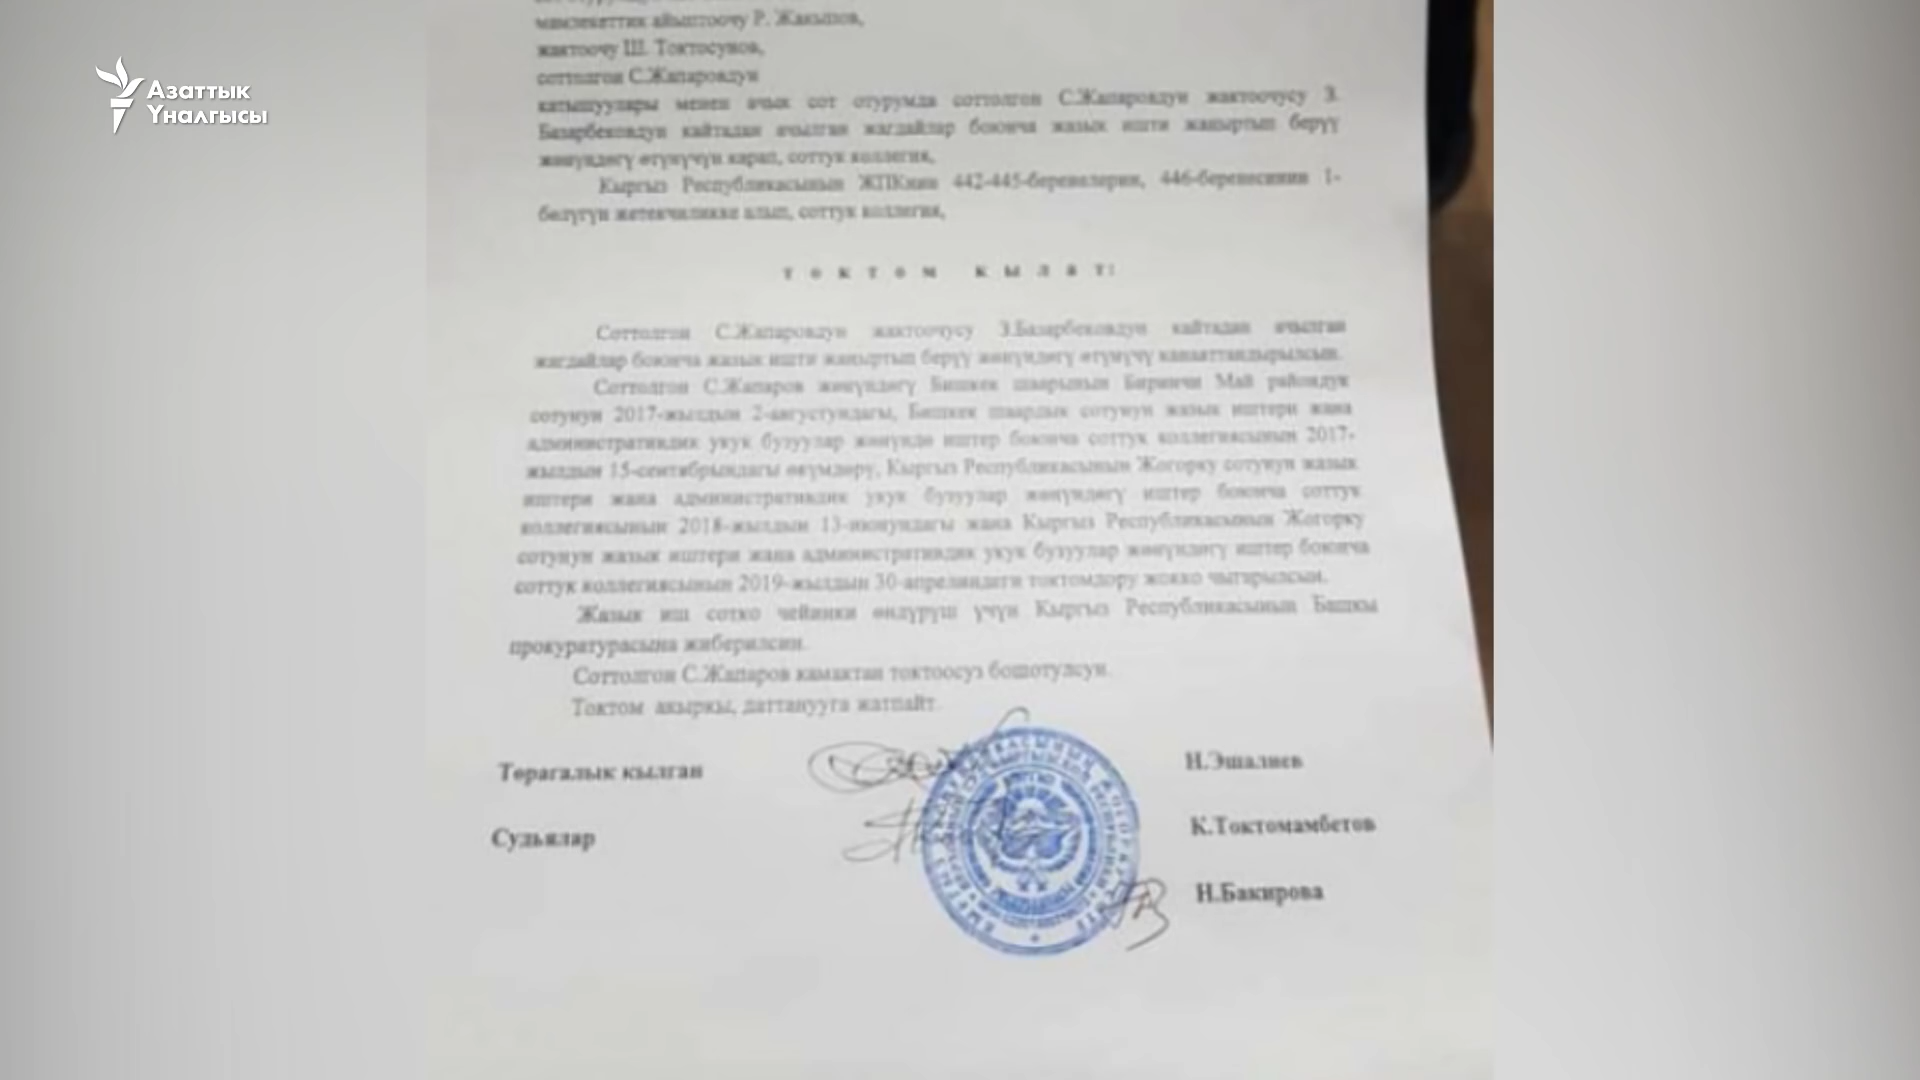 Азаттык
Үналгысы
мамлекеттик айыптоочу Р. Жакыпов,
жактоочу Ш. Токтосунов,
соттолгон С.Жапаровдун
катышуулары менен ачык сот отурумда соттолгон С.Жапаровдун жактоочусу З.
Базарбековдун кайтадан ачылган жагдайлар боюнча жазык ишти жаңыртып берүү
жөнүндөгү өтүнүчүн карап, соттук коллегия,
Кыргыз Республикасынын ЖПКнин 442-445-беренелерин, 446-беренесинин 1-
бөлүгүн жетекчиликке алып, соттук коллегия,
т о к т о м к ы л а т:
Соттолгон С.Жапаровдун жактоочусу З.Базарбековдун кайтадан ачылган
жагдайлар боюнча жазык ишти жаңыртып берүү жөнүндөгү өтүнүчү канааттандырылсын.
Соттолгон С.Жапаров жөнүндөгү Бишкек шаарынын Биринчи Май райондук
сотунун 2017-жылдын 2-августундагы, Бишкек шаардык сотунун жазык иштери жана
административдик укук бузуулар жөнүндө иштер боюнча соттук коллегиясынын 2017-
жылдын 15-сентябрындагы өкүмдөрү, Кыргыз Республикасынын Жогорку сотунун жазык
иштери жана административдик укук бузуулар жөнүндөгү иштер боюнча соттук
коллегиясынын 2018-жылдын 13-июнундагы жана Кыргыз Республикасынын Жогорку
сотунун жазык иштери жана административдик укук бузуулар жөнүндөгү иштер боюнча
соттук коллегиясынын 2019-жылдын 30-апрелиндеги токтомдору жокко чыгарылсын.
Жазык иш сотко чейинки өндүрүш үчүн Кыргыз Республикасынын Башкы
прокуратурасына жиберилсин.
Соттолгон С.Жапаров камактан токтоосуз бошотулсун.
Токтом акыркы, даттанууга жатпайт.
Төрагалык кылган
Н.Эшалиев
Судьялар
К.Токтомамбетов
Н.Бакирова